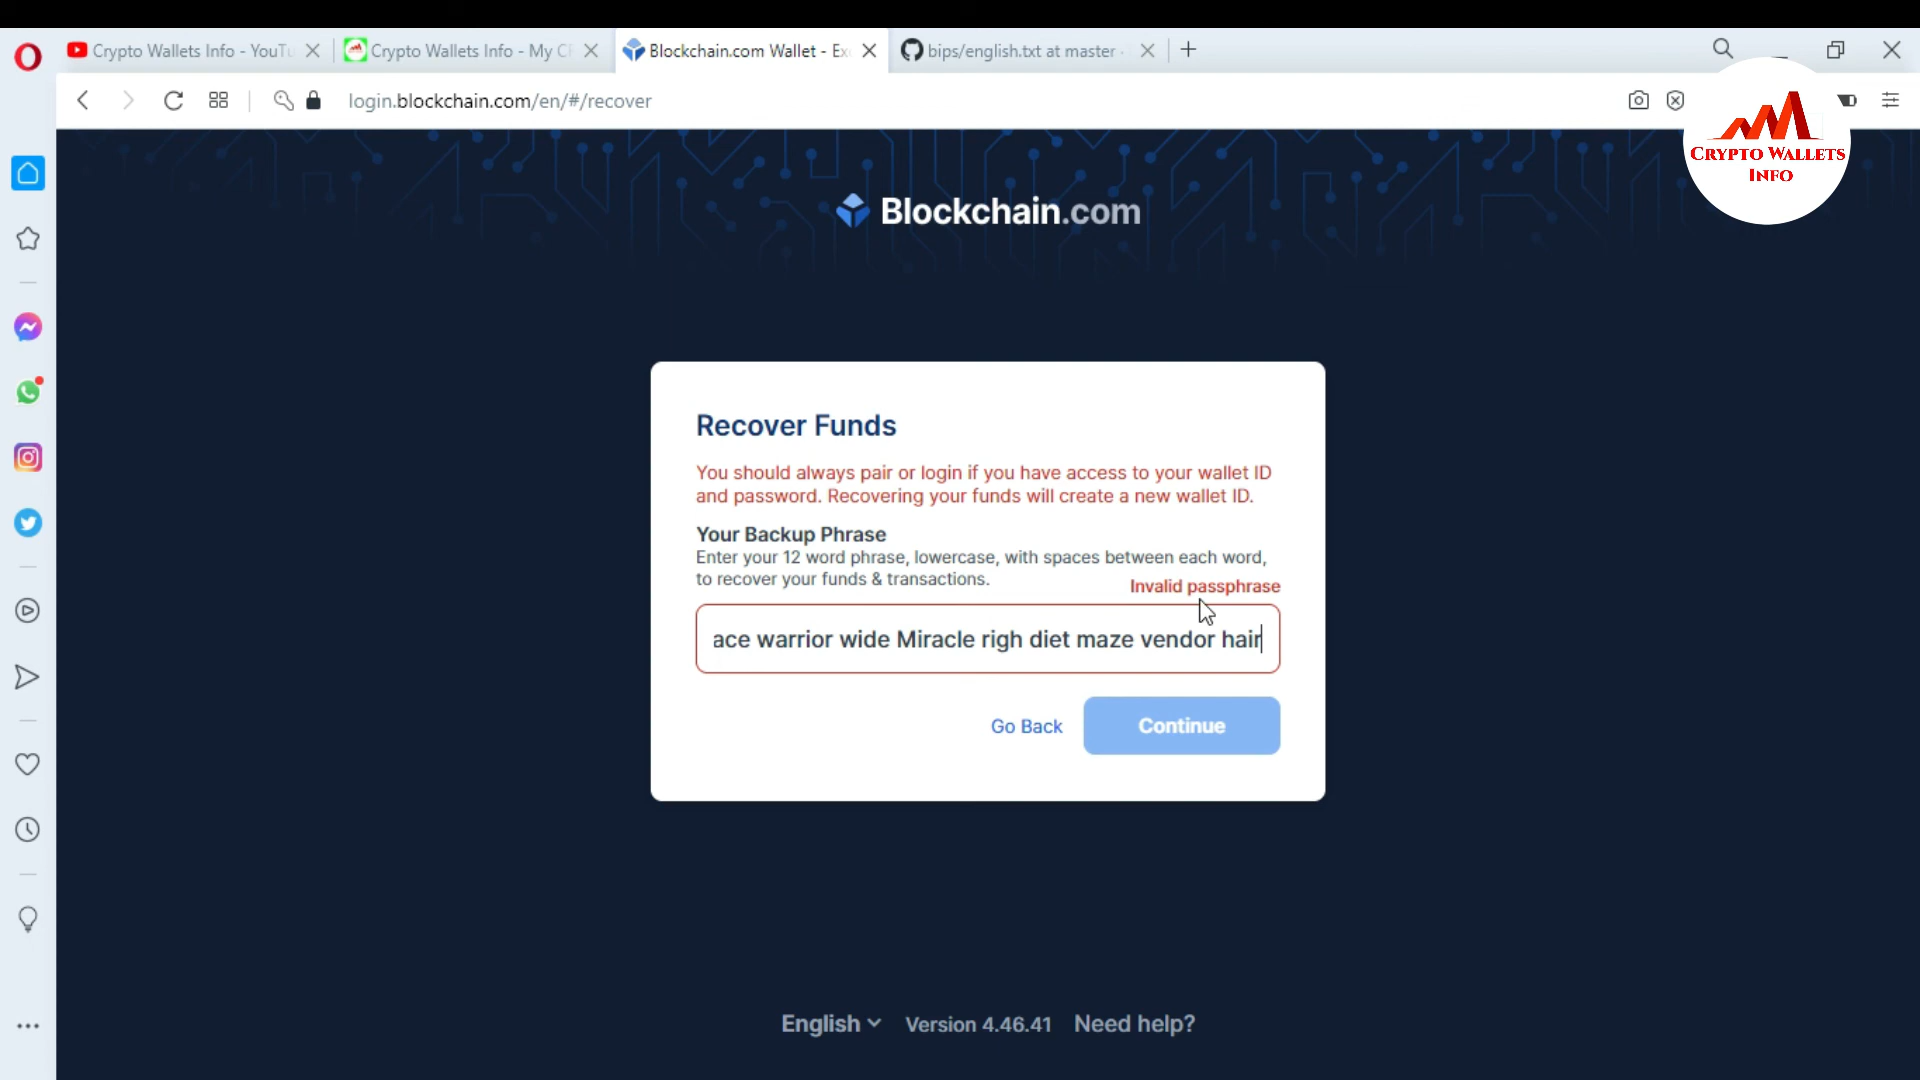 Crypto Wallets Info - YouTu
Crypto Wallets Info - My C
Blockchain.com Wallet - Ex
bips/english.txt at master ·
login.blockchain.com/en/#/recover
CRYPTO WALLETS
INFO
Blockchain.com
Recover Funds
You should always pair or login if you have access to your wallet ID
and password. Recovering your funds will create a new wallet ID.
Your Backup Phrase
Enter your 12 word phrase, lowercase, with spaces between each word,
to recover your funds & transactions.
Invalid passphrase
ace warrior wide Miracle righ diet maze vendor hair
Go Back
Continue
English
Version 4.46.41
Need help?